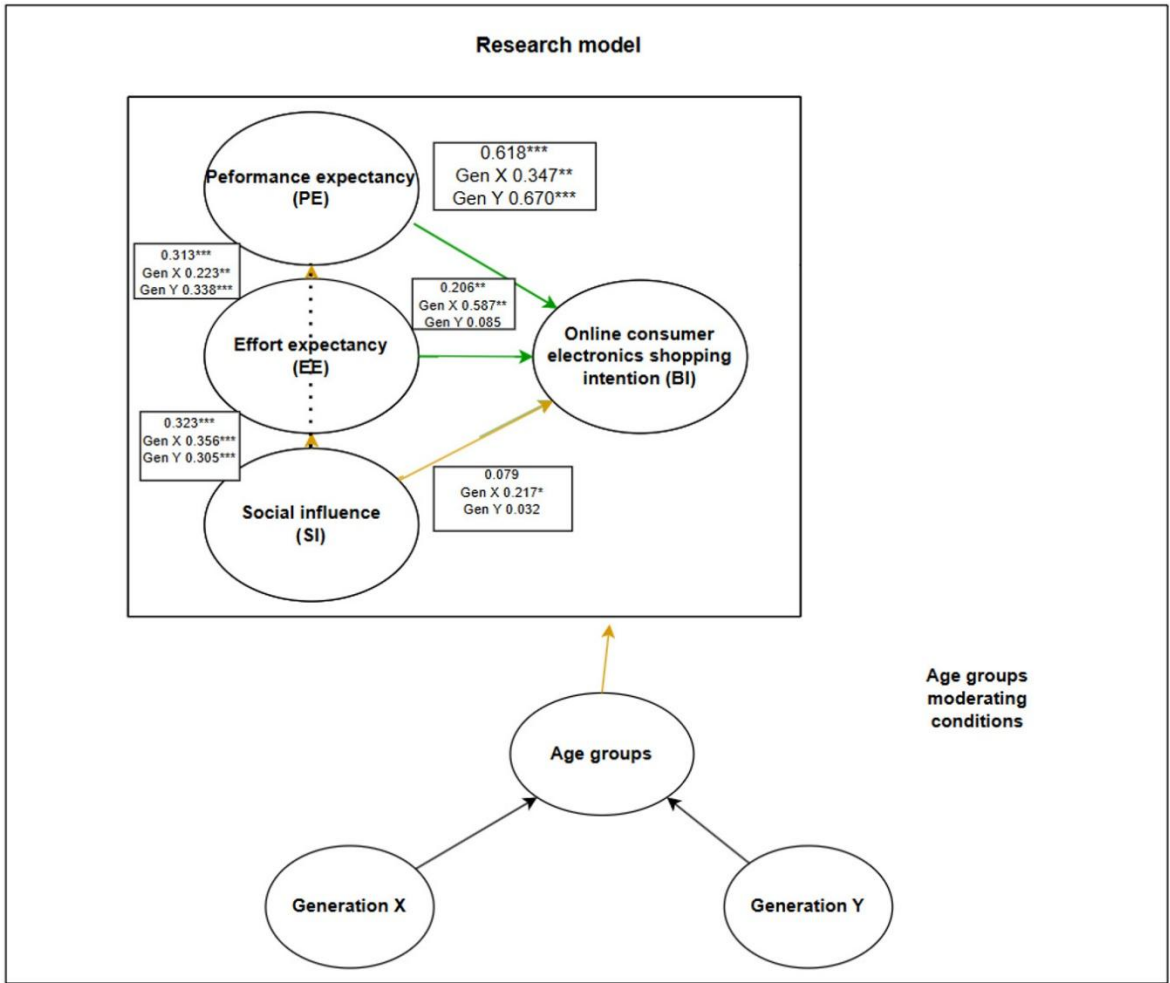 Research model
Peformance expectancy
(PE)
0.618***
Gen X 0.347**
Gen Y 0.670***
0.313***
Gen X 0.223**
Gen Y 0.338***
0.206**
Gen X 0.587**
Gen Y 0.085
Effort expectancy
(EE)
Online consumer
electronics shopping
intention (BI)
0.323***
Gen X 0.356***
Gen Y 0.305***
Social influence
(SI)
0.079
Gen X 0.217*
Gen Y 0.032
Age groups
moderating
conditions
Age groups
Generation X
Generation Y